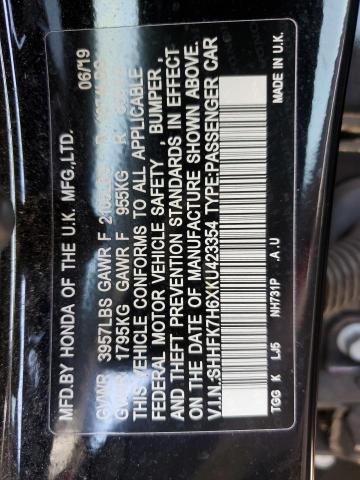 MFD.BY HONDA OF THE U.K. MFG.,LTD. 06/19
GVWR 3957LBS GAWR F
GVWR 1795KG GAWR F 955KG R
THIS VEHICLE CONFORMS TO ALL APPLICABLE
FEDERAL MOTOR VEHICLE SAFETY , BUMPER ,
AND THEFT PREVENTION STANDARDS IN EFFECT
ON THE DATE OF MANUFACTURE SHOWN ABOVE.
V.I.N.:SHHFK7H6XKU423354 TYPE:PASSENGER CAR
TGG K LJ5 NH731P A .U MADE IN U.K.